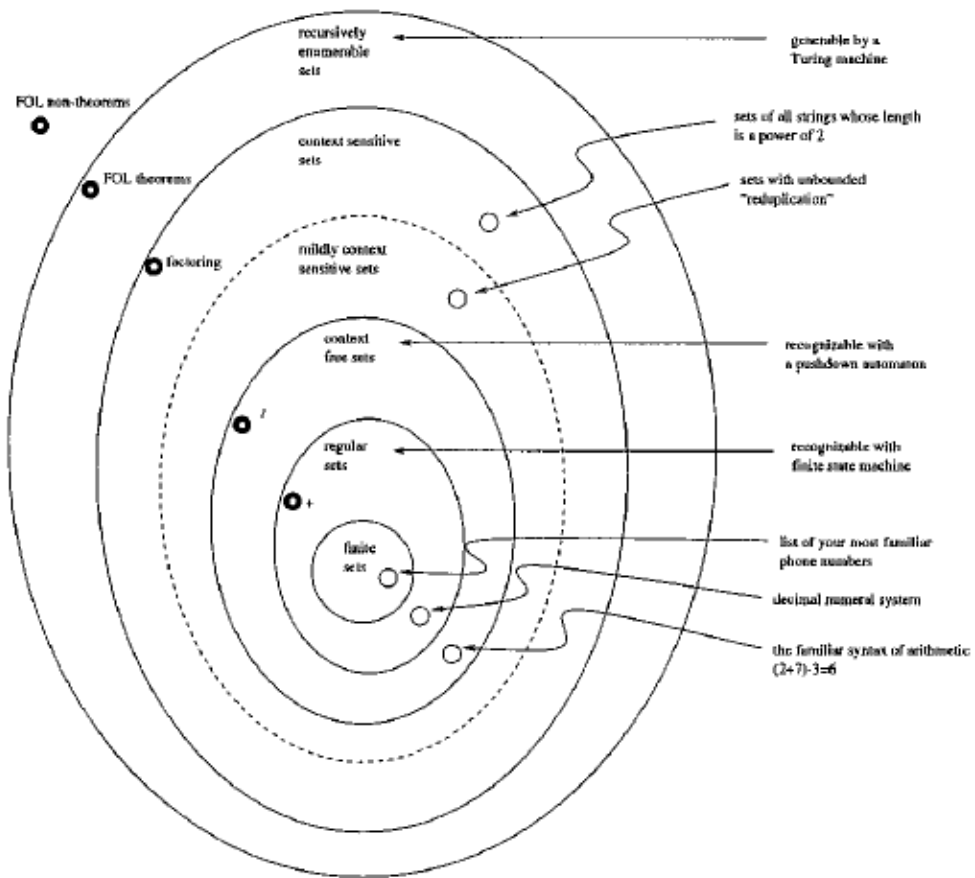 recursively
enumerable
sets
generable by a
Turing machine
FOL non-theorems
sets of all strings whose length
is a power of 2
context sensitive
sets
FOL theorems
sets with unbounded
"reduplication"
mildly context
sensitive sets
factoring
context
free sets
recognizable with
a pushdown automaton
regular
sets
recognizable with
finite state machine
+
finite
sets
list of your most familiar
phone numbers
decimal numeral system
the familiar syntax of arithmetic
(2+7)-3=6